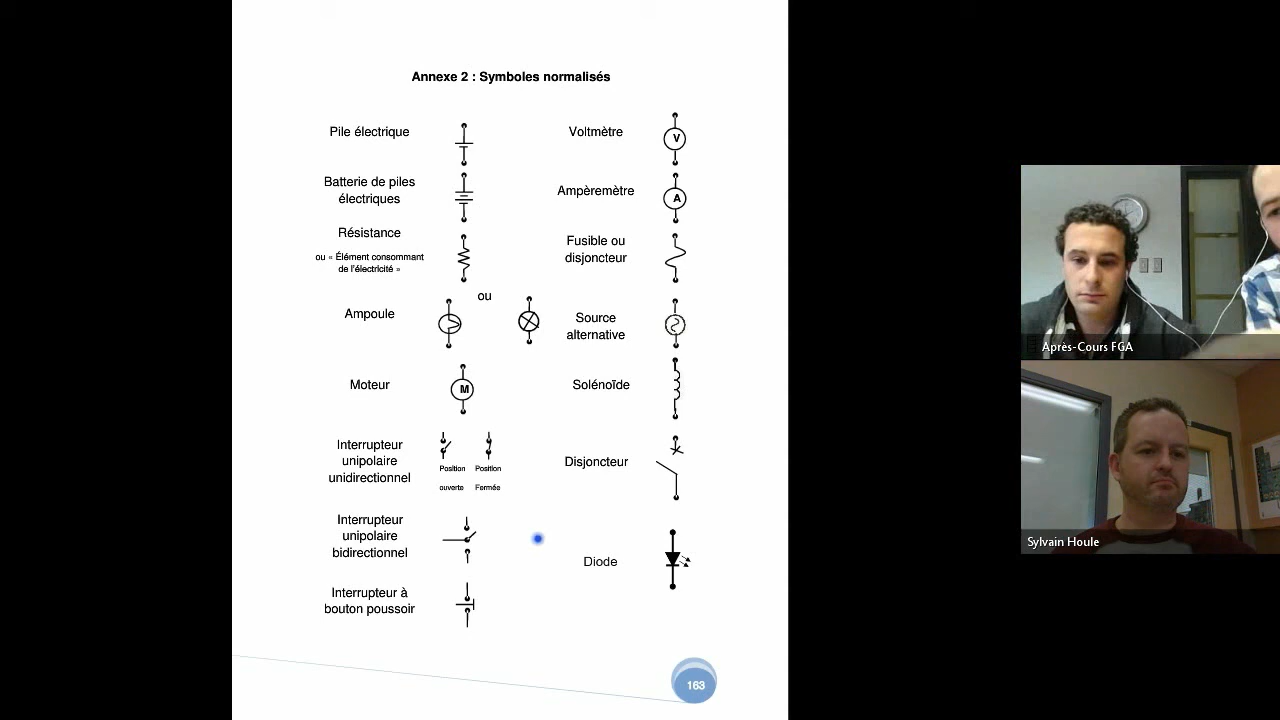 Annexe 2 : Symboles normalisés
Pile électrique
Batterie de piles
électriques
Résistance
ou « Élément consommant
de l'électricité »
ou
Ampoule
Moteur
M
Interrupteur
unipolaire
unidirectionnel
Position
ouverte
Position
Fermée
Interrupteur
unipolaire
bidirectionnel
Interrupteur à
bouton poussoir
Voltmètre
V
Ampèremètre
A
Fusible ou
disjoncteur
Source
alternative
Solénoïde
Disjoncteur
Diode
163
Après-Cours FGA
Sylvain Houle